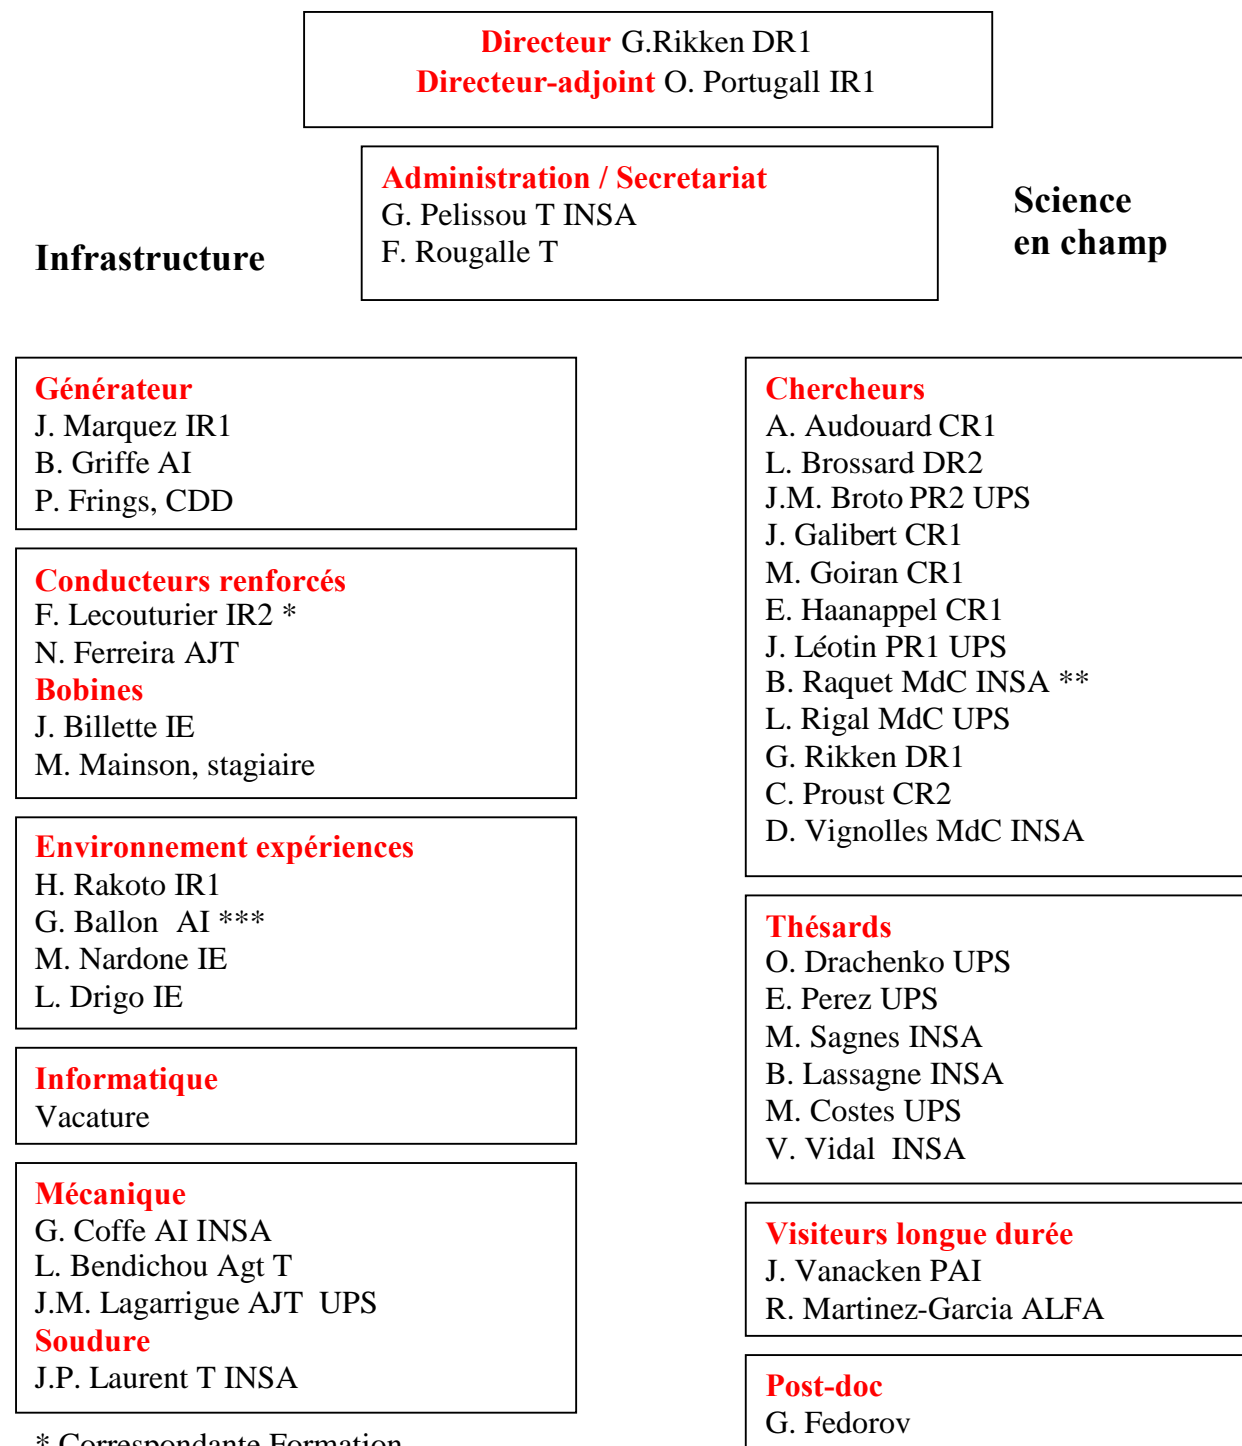 Directeur G.Rikken DR1
Directeur-adjoint O. Portugall IR1
Administration / Secretariat
G. Pelissou T INSA
F. Rougalle T
Infrastructure
Science
en champ
Générateur
J. Marquez IR1
B. Griffe AI
P. Frings, CDD
Conducteurs renforcés
F. Lecouturier IR2 *
N. Ferreira AJT
Bobines
J. Billette IE
M. Mainson, stagiaire
Environnement expériences
H. Rakoto IR1
G. Ballon AI ***
M. Nardone IE
L. Drigo IE
Informatique
Vacature
Mécanique
G. Coffe AI INSA
L. Bendichou Agt T
J.M. Lagarrigue AJT UPS
Soudure
J.P. Laurent T INSA
* Correspondante Formation
Chercheurs
A. Audouard CR1
L. Brossard DR2
J.M. Broto PR2 UPS
J. Galibert CR1
M. Goiran CR1
E. Haanappel CR1
J. Léotin PR1 UPS
B. Raquet MdC INSA **
L. Rigal MdC UPS
G. Rikken DR1
C. Proust CR2
D. Vignolles MdC INSA
Thésards
O. Drachenko UPS
E. Perez UPS
M. Sagnes INSA
B. Lassagne INSA
M. Costes UPS
V. Vidal INSA
Visiteurs longue durée
J. Vanacken PAI
R. Martinez-Garcia ALFA
Post-doc
G. Fedorov